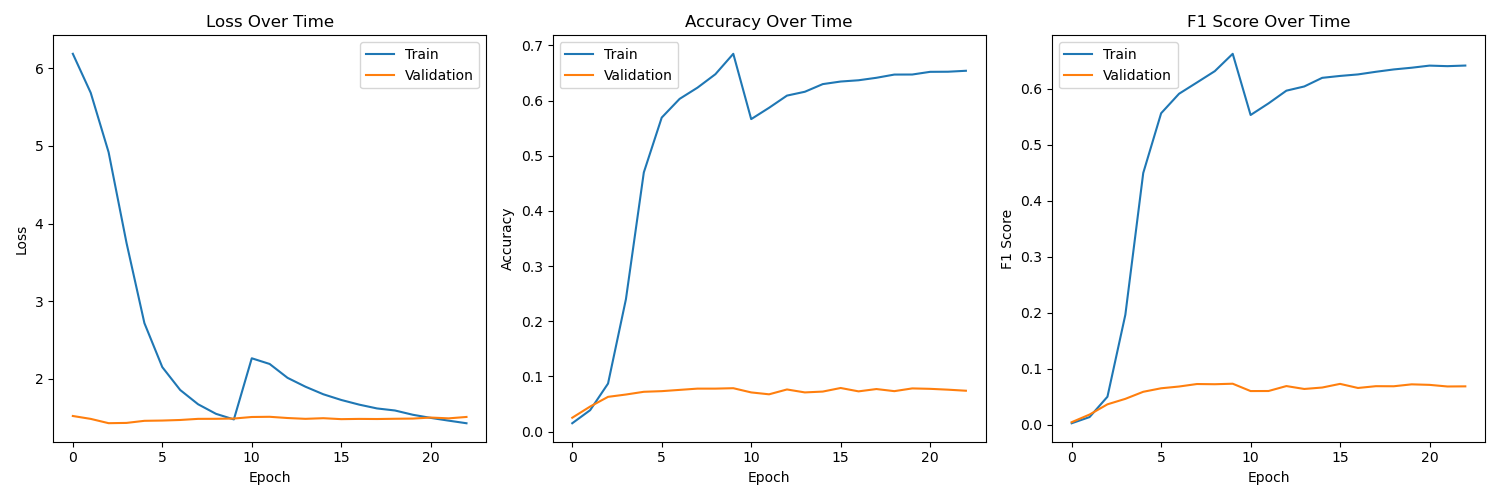 Loss Over Time
Train
Validation
6
5
4
3
2
Loss
0
5
10
15
20
Epoch
Accuracy Over Time
Train
Validation
0.7
0.6
0.5
0.4
0.3
0.2
0.1
0.0
Accuracy
0
5
10
15
20
Epoch
F1 Score Over Time
Train
Validation
0.6
0.5
0.4
0.3
0.2
0.1
0.0
F1 Score
0
5
10
15
20
Epoch